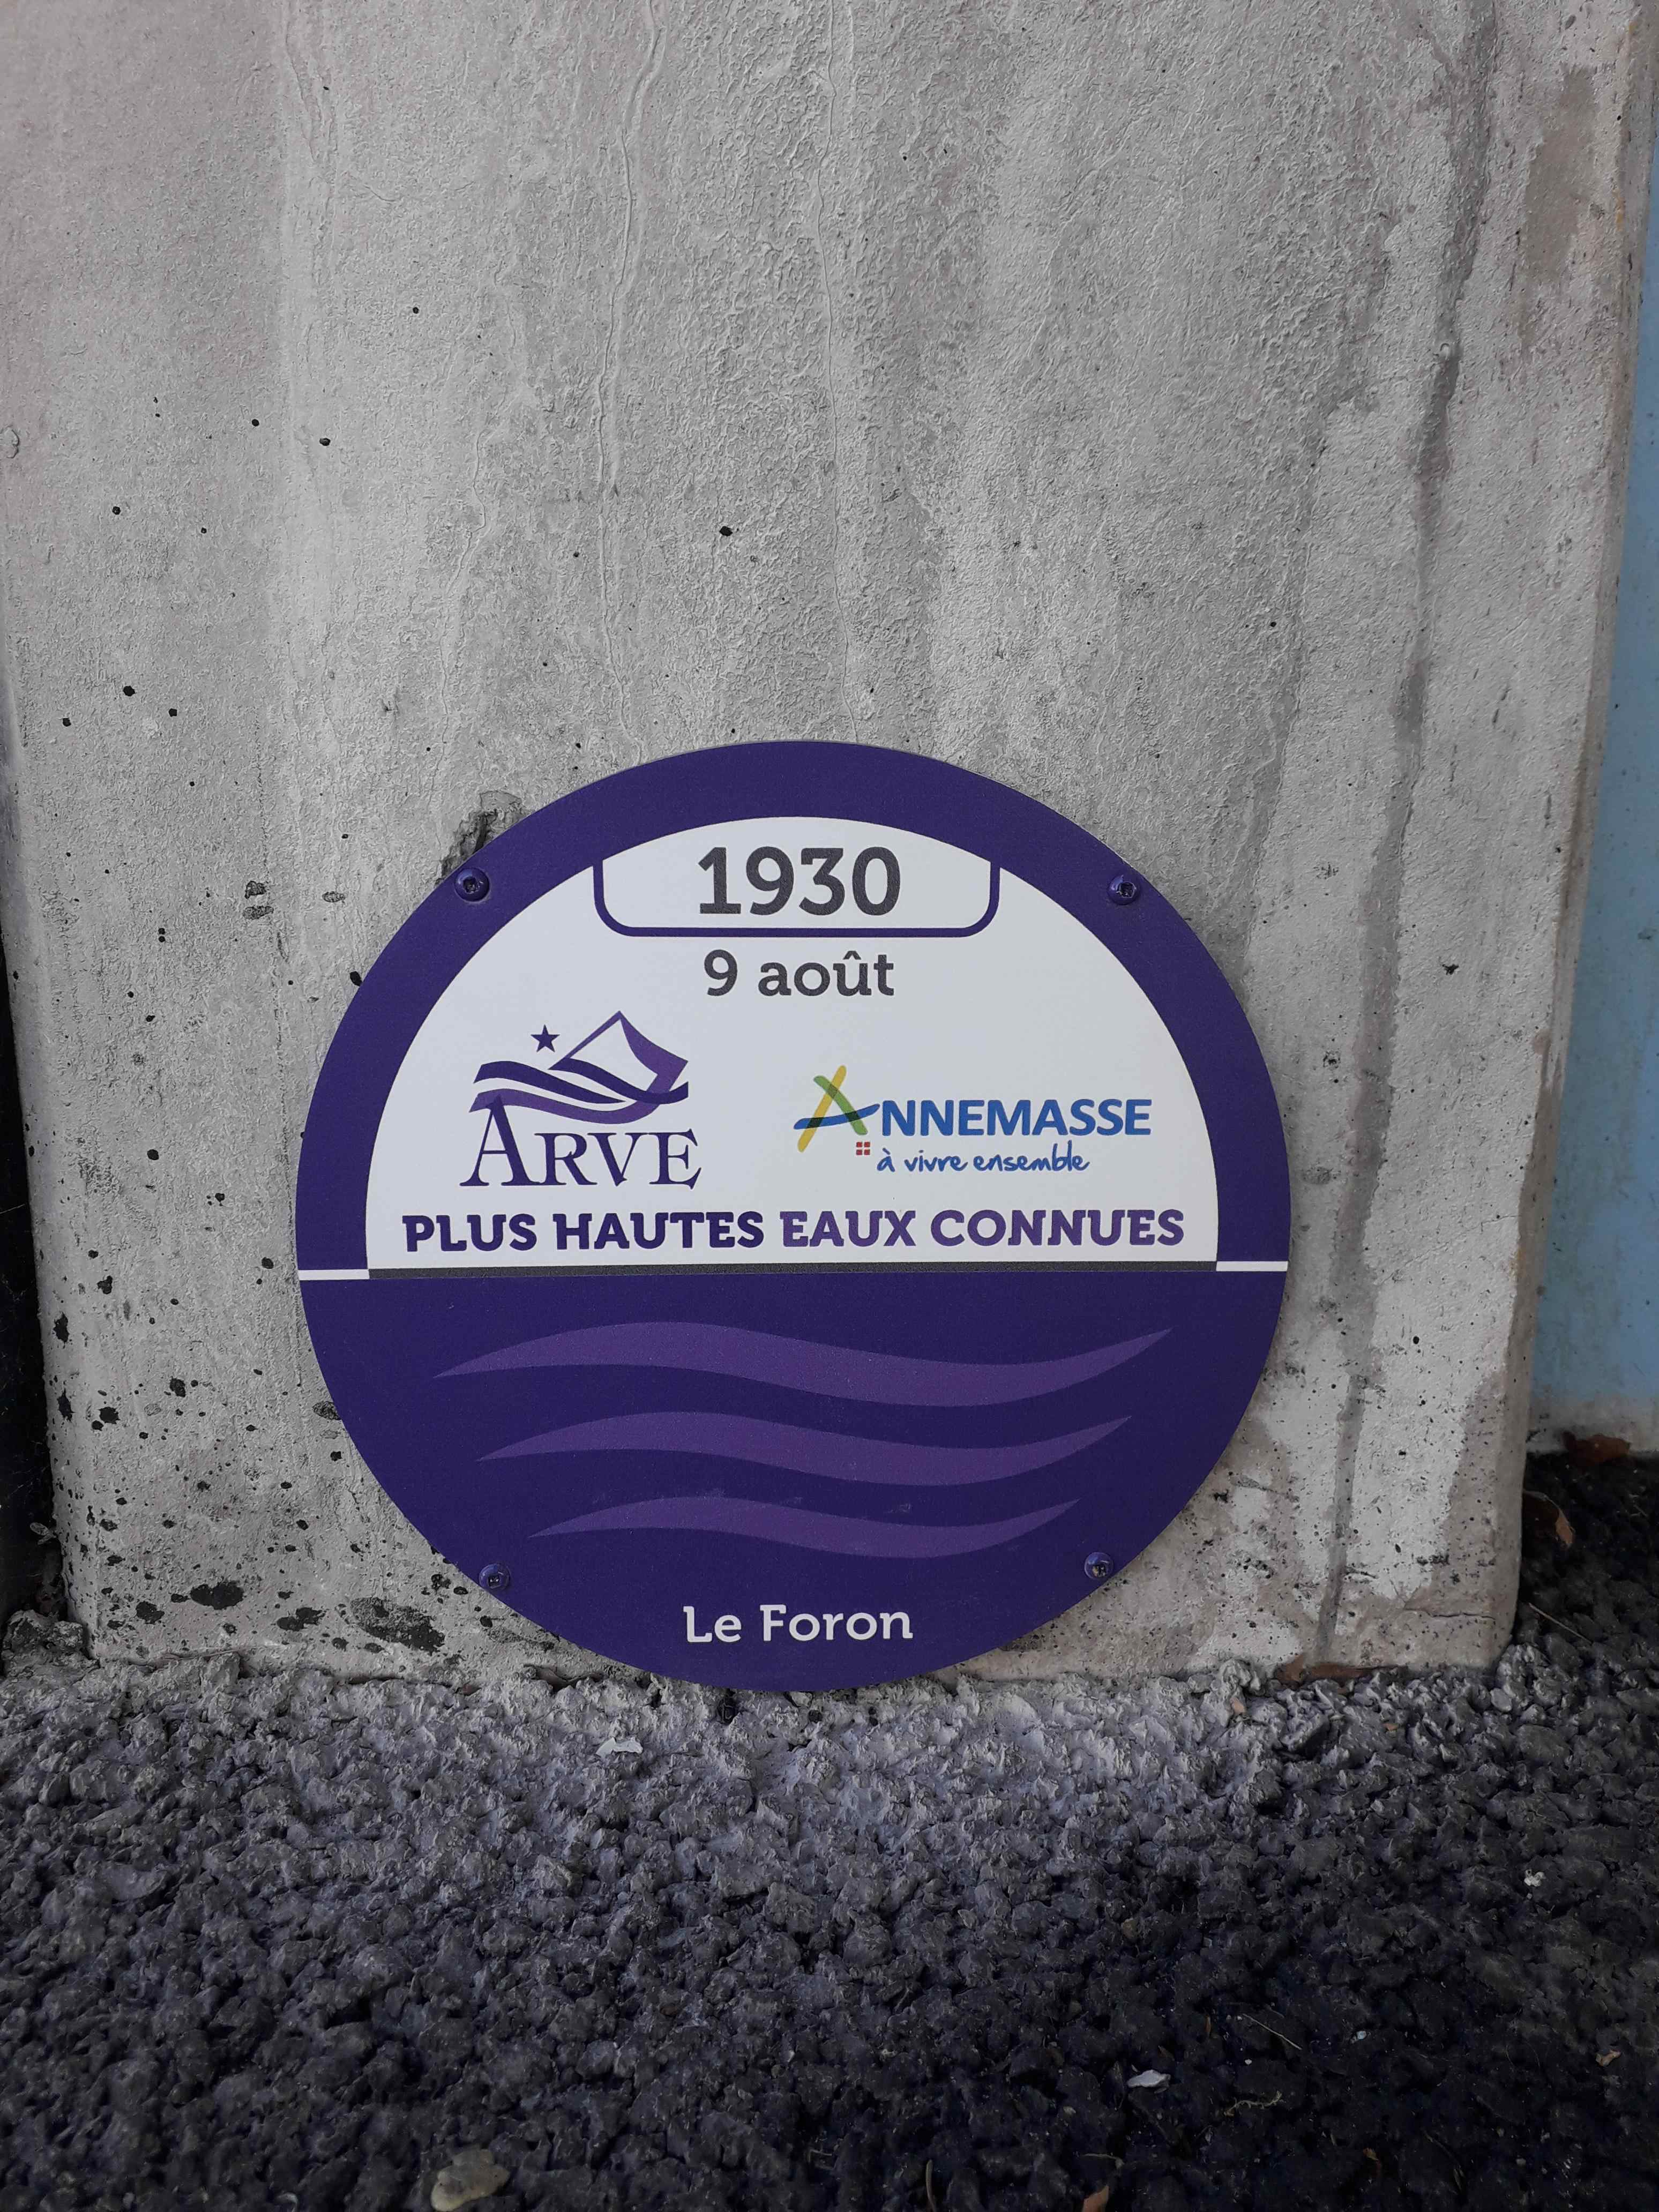 1930
9 août
ARVE
ANNEMASSE
à vivre ensemble
PLUS HAUTES EAUX CONNUES
Le Foron